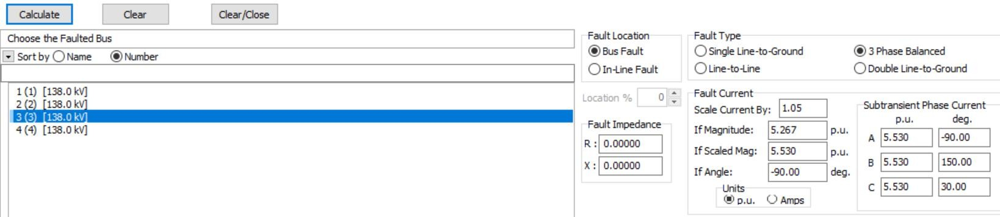 Calculate Clear Clear/Close
Choose the Faulted Bus
Sort by Name Number
1 (1) [138.0 kV]
2 (2) [138.0 kV]
3 (3) [138.0 kV]
4 (4) [138.0 kV]
Fault Location
Bus Fault
In-Line Fault
Location % 0
Fault Impedance
R : 0.00000
X : 0.00000
Fault Type
Single Line-to-Ground 3 Phase Balanced
Line-to-Line Double Line-to-Ground
Fault Current
Scale Current By: 1.05
If Magnitude: 5.267 p.u.
If Scaled Mag: 5.530 p.u.
If Angle: -90.00 deg.
Units
p.u. Amps
Subtransient Phase Current
p.u. deg.
A 5.530 -90.00
B 5.530 150.00
C 5.530 30.00